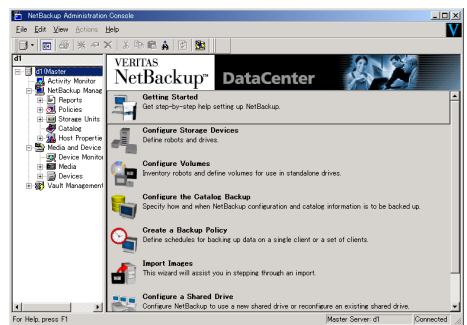 NetBackup Administration Console
File Edit View Actions Help
d1
d1(Master
Activity Monitor
NetBackup Manage
Reports
Policies
Storage Units
Catalog
Host Propertie
Media and Device
Device Monitor
Media
Devices
Vault Management
VERITAS
NetBackup™ DataCenter
Getting Started
Get step-by-step help setting up NetBackup.
Configure Storage Devices
Define robots and drives.
Configure Volumes
Inventory robots and define volumes for use in standalone drives.
Configure the Catalog Backup
Specify how and when NetBackup configuration and catalog information is to be backed up.
Create a Backup Policy
Define schedules for backing up data on a single client or a set of clients.
Import Images
This wizard will assist you in stepping through an import.
Configure a Shared Drive
Configure NetBackup to use a new shared drive or reconfigure an existing shared drive.
For Help, press F1
Master Server: d1
Connected